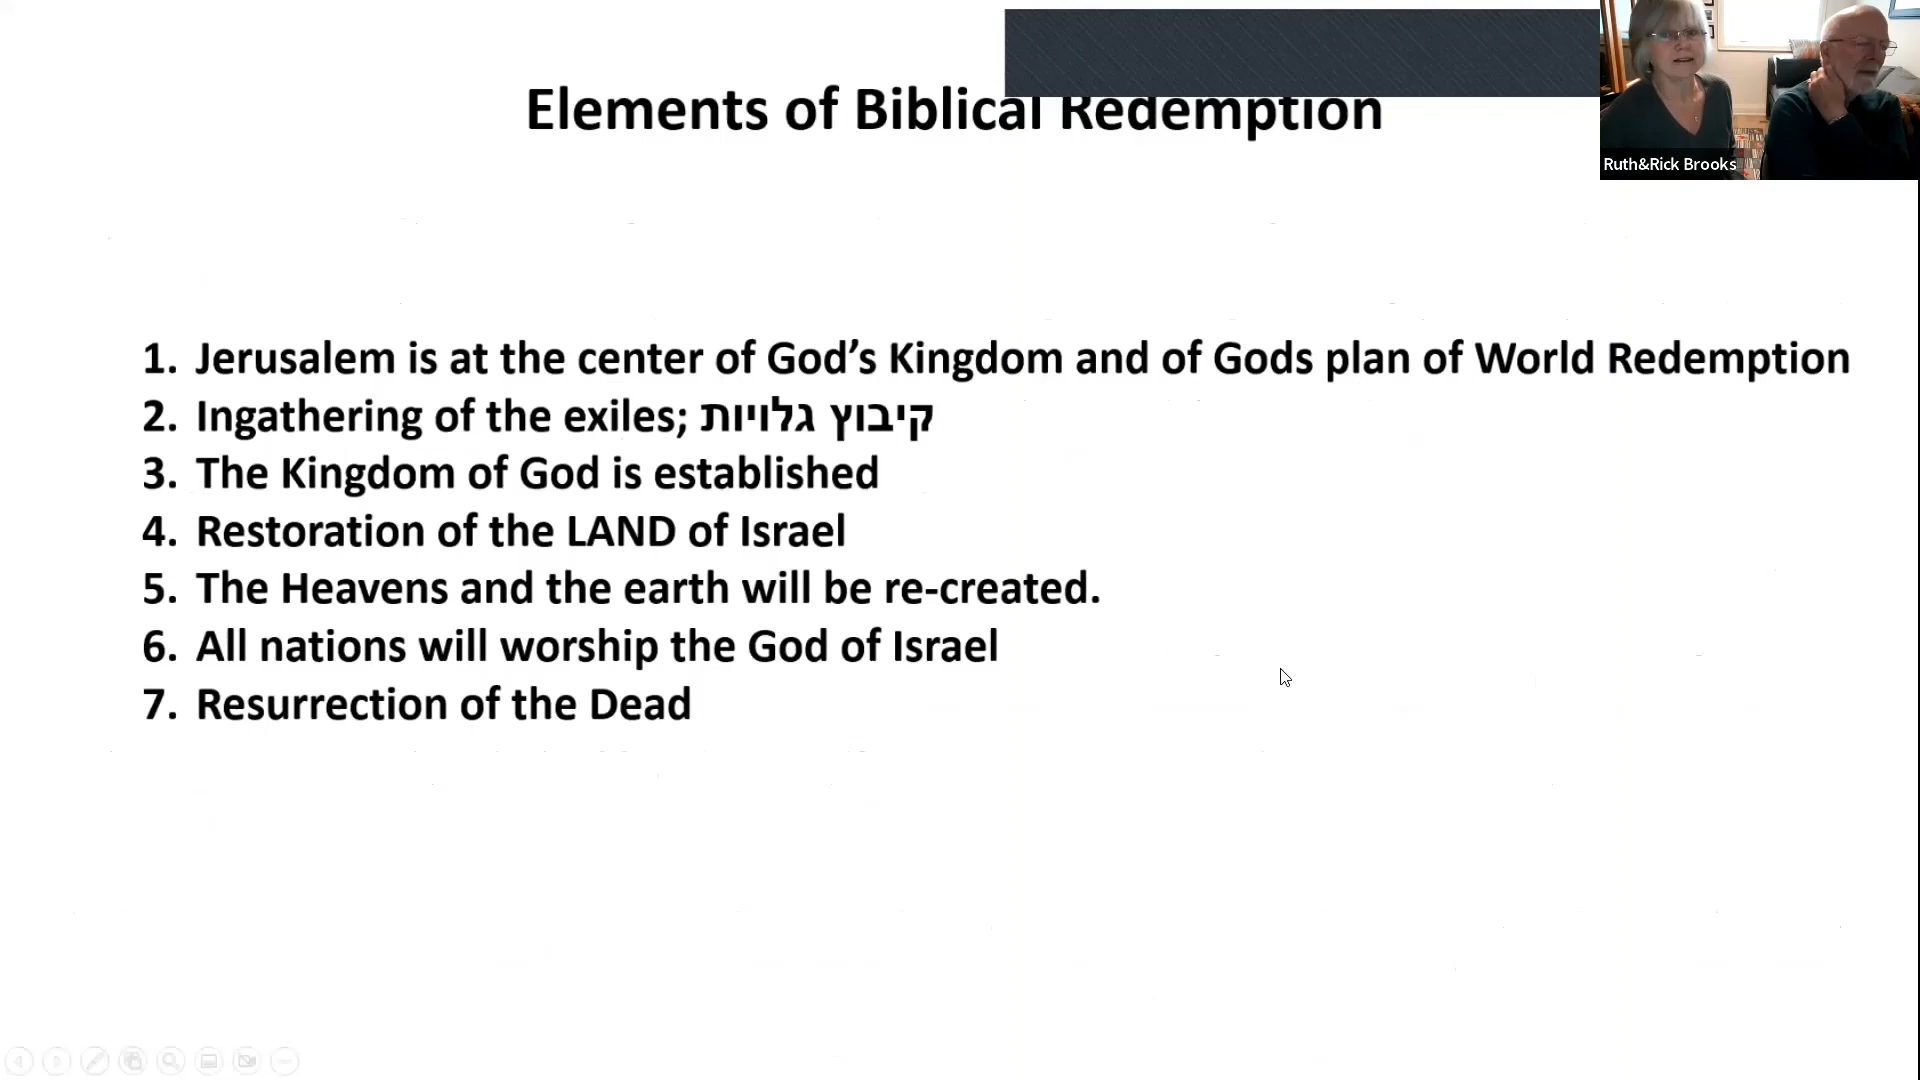 Elements of Biblical Redemption
Ruth&Rick Brooks
1. Jerusalem is at the center of God’s Kingdom and of Gods plan of World Redemption
2. Ingathering of the exiles; קיבוץ גלויות
3. The Kingdom of God is established
4. Restoration of the LAND of Israel
5. The Heavens and the earth will be re-created.
6. All nations will worship the God of Israel
7. Resurrection of the Dead